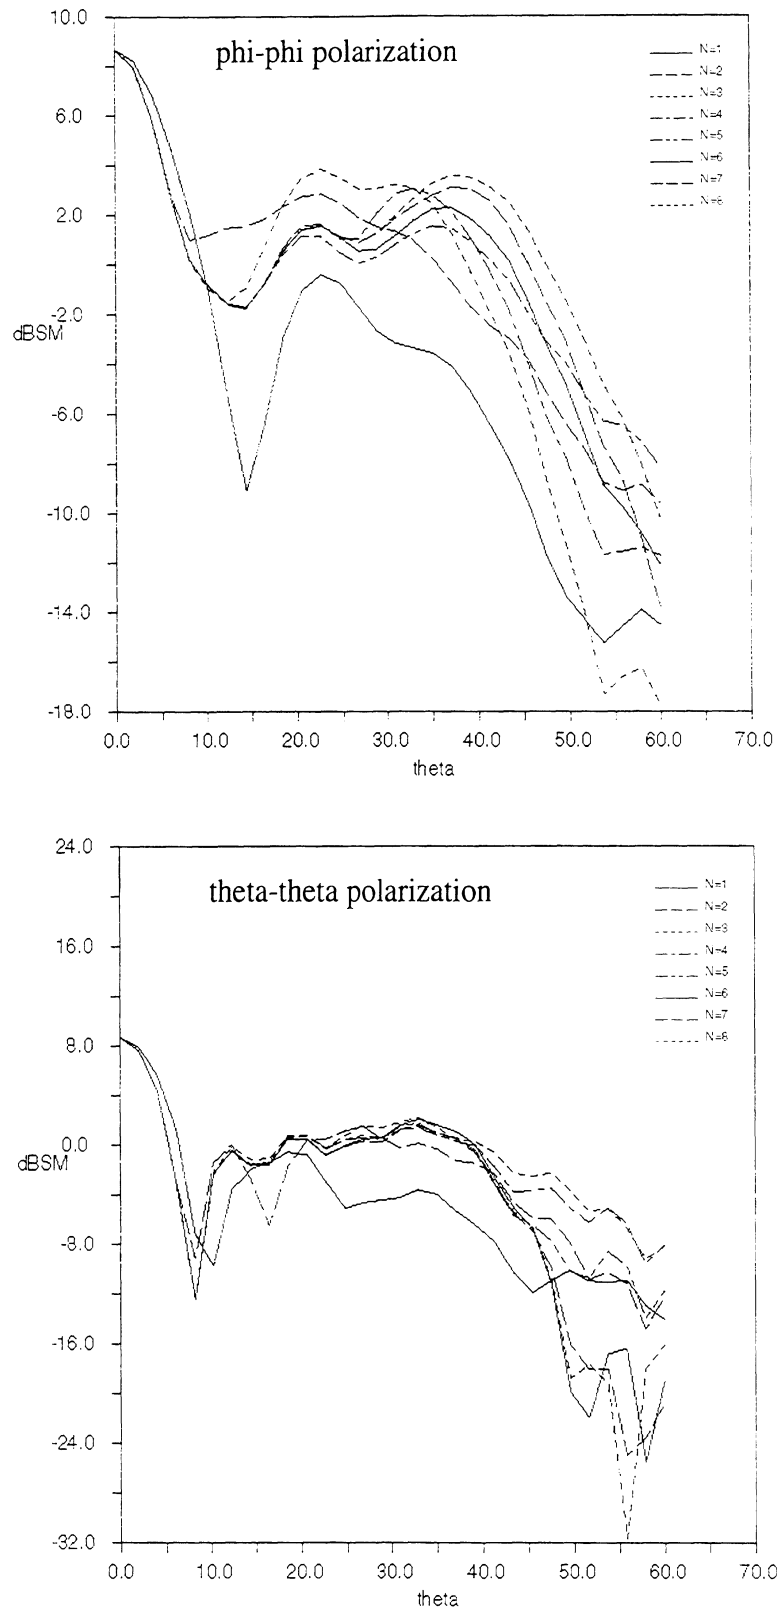 10.0
phi-phi polarization
N=1
N=2
N=3
N=4
N=5
N=6
N=7
N=8
6.0
2.0
-2.0
dBSM
-6.0
-10.0
-14.0
-18.0
0.0 10.0 20.0 30.0 40.0 50.0 60.0 70.0
theta
24.0
theta-theta polarization
N=1
N=2
N=3
N=4
N=5
N=6
N=7
N=8
16.0
8.0
0.0
dBSM
-8.0
-16.0
-24.0
-32.0
0.0 10.0 20.0 30.0 40.0 50.0 60.0 70.0
theta